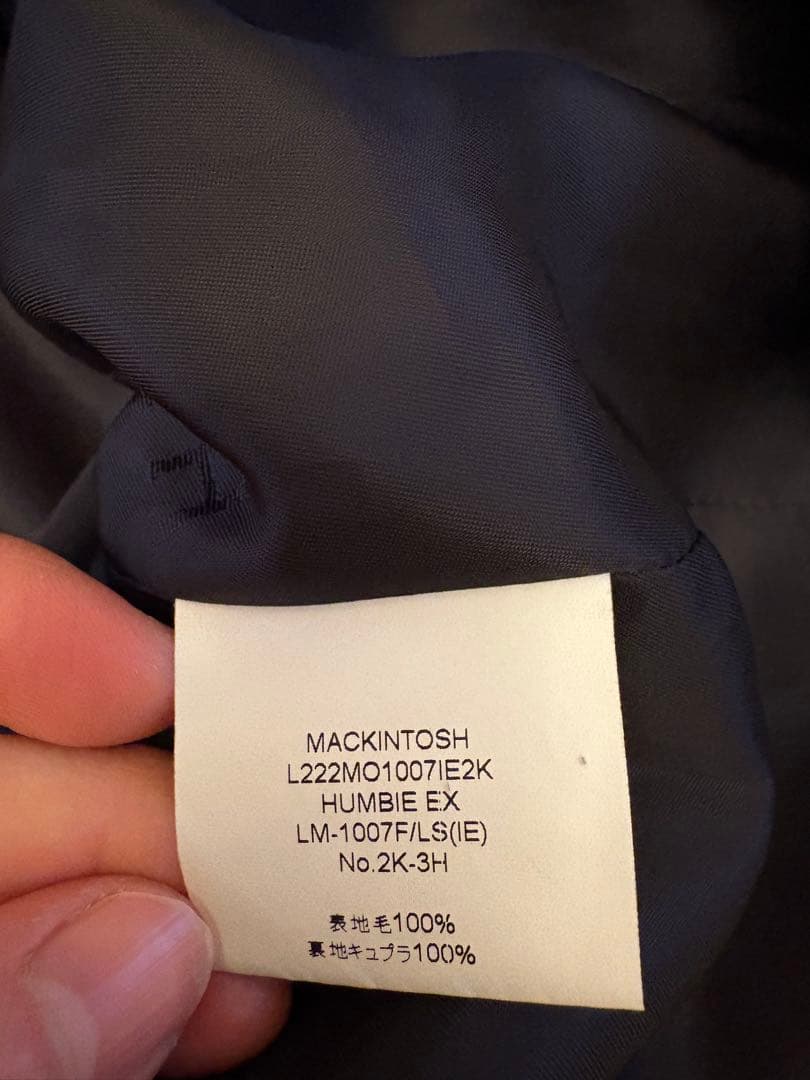 MACKINTOSH
L222MO1007IE2K
HUMBIE EX
LM-1007F/LS(IE)
No.2K-3H
表地毛100%
裏地キュプラ100%